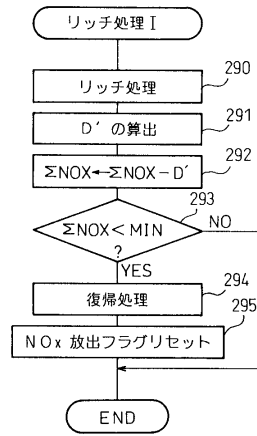 リッチ処理 I
290
リッチ処理
291
D′の算出
292
ΣNOX←ΣNOX-D′
293
ΣNOX<MIN
?
NO
YES
294
復帰処理
295
NOx 放出フラグリセット
END